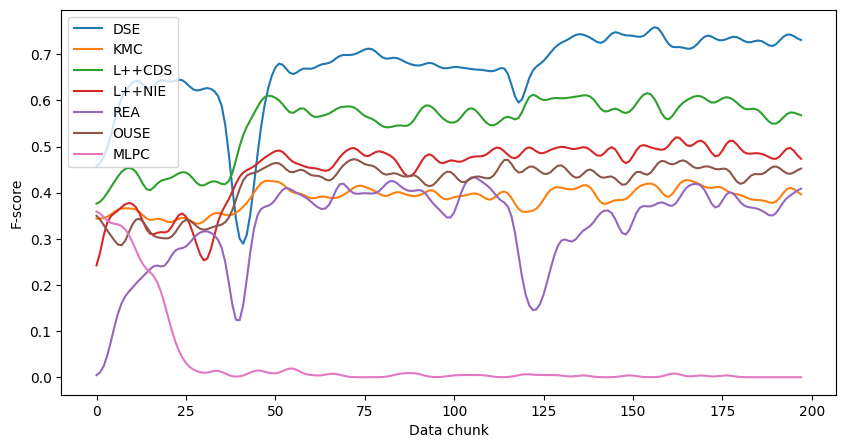 DSE
KMC
L++CDS
L++NIE
REA
OUSE
MLPC
F-score
0.7
0.6
0.5
0.4
0.3
0.2
0.1
0.0
0 25 50 75 100 125 150 175 200
Data chunk